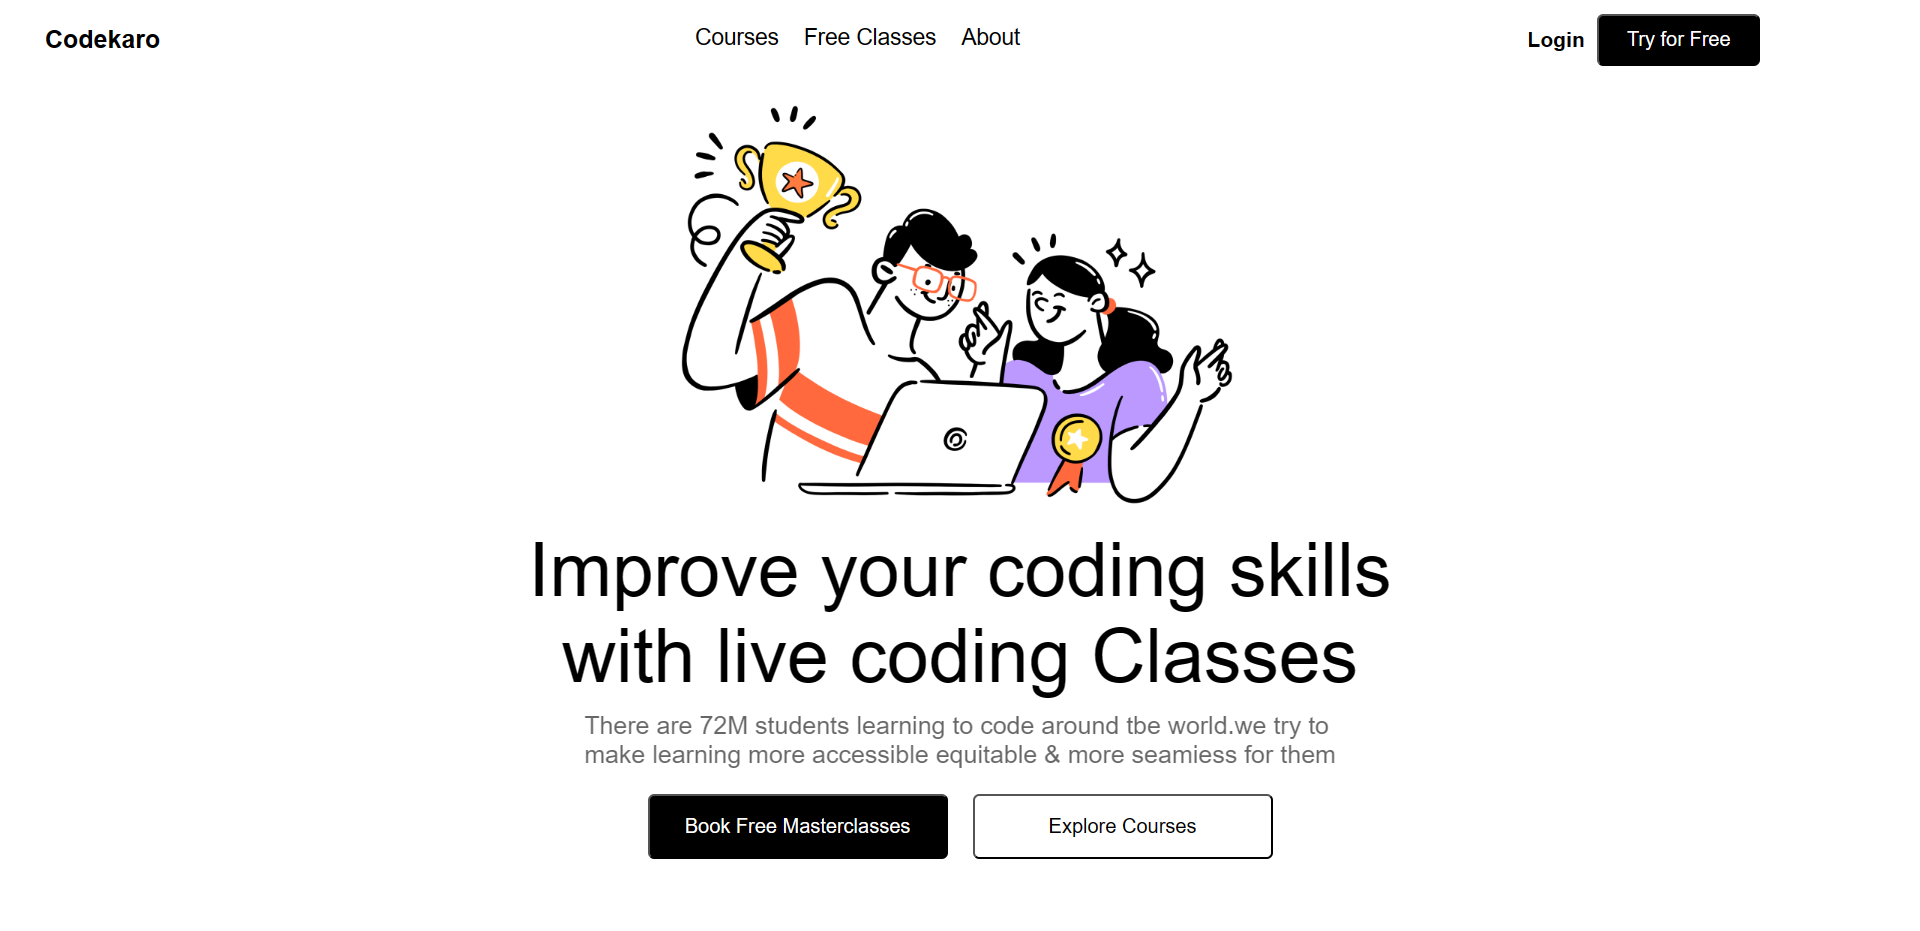 Codekaro
Courses Free Classes About
Login Try for Free
Improve your coding skills
with live coding Classes
There are 72M students learning to code around tbe world.we try to
make learning more accessible equitable & more seamiess for them
Book Free Masterclasses Explore Courses